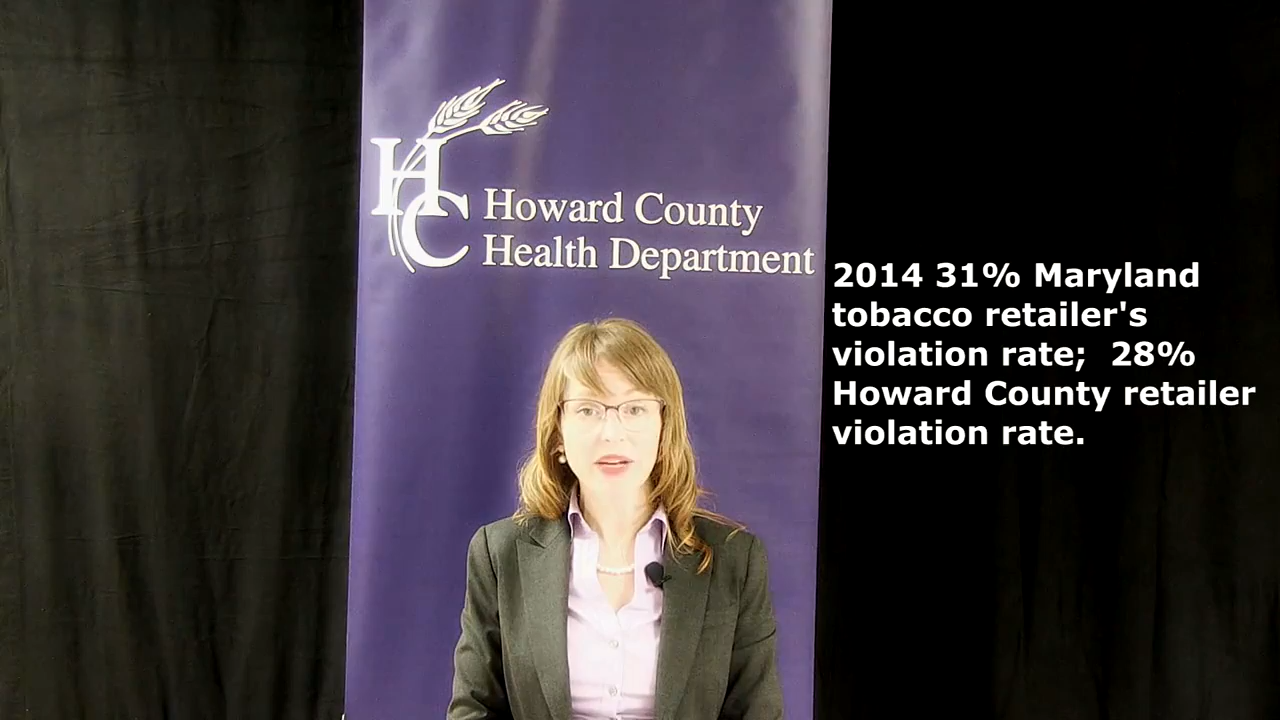 HC
Howard County
Health Department
2014 31% Maryland
tobacco retailer's
violation rate;  28%
Howard County retailer
violation rate.